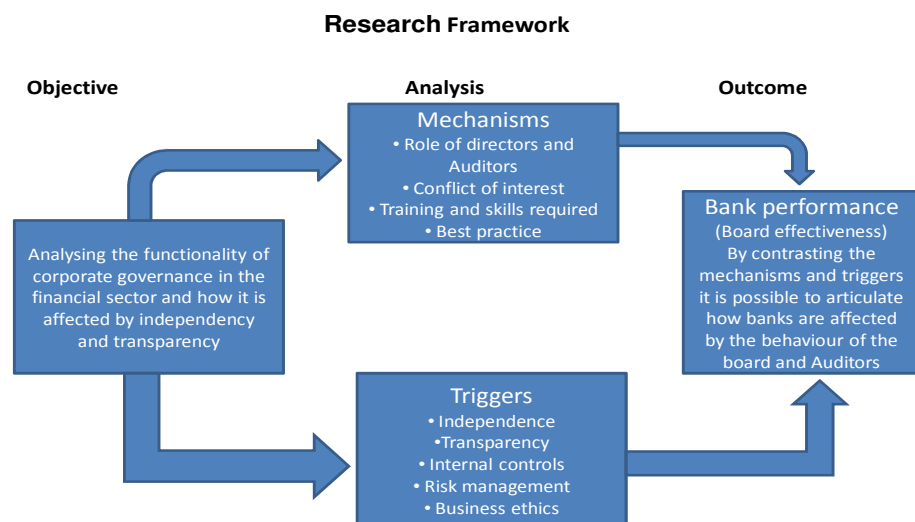 Research Framework
Objective
Analysis
Outcome
Analysing the functionality of
corporate governance in the
financial sector and how it is
affected by independency
and transparency
Mechanisms
• Role of directors and
Auditors
• Conflict of interest
• Training and skills required
• Best practice
Triggers
• Independence
•Transparency
• Internal controls
• Risk management
• Business ethics
Bank performance
(Board effectiveness)
By contrasting the
mechanisms and triggers
it is possible to articulate
how banks are affected
by the behaviour of the
board and Auditors